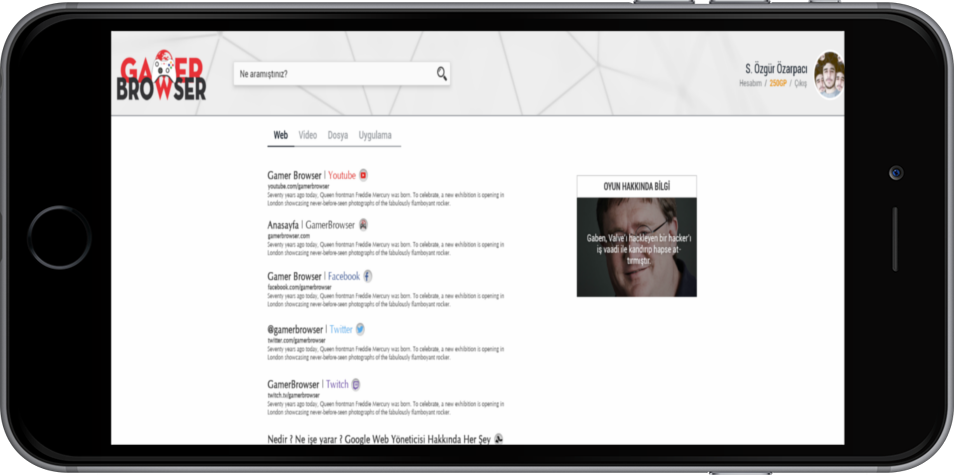 GAMER
BROWSER
Ne aramıştınız?
S. Özgür Özarpacı
Hesabım / 250GP / Çıkış
Web Video Dosya Uygulama
Gamer Browser | Youtube
youtube.com/gamerbrowser
Seventy years ago today, Queen frontman Freddie Mercury was born. To celebrate, a new exhibition is opening in
London showcasing never-before-seen photographs of the fabulously flamboyant rocker.
OYUN HAKKINDA BİLGİ
Gaben, Valve'ı hackleyen bir hacker'ı
iş vaadi ile kandırıp hapse at-
tırmıştır.
Anasayfa | GamerBrowser
gamerbrowser.com
Seventy years ago today, Queen frontman Freddie Mercury was born. To celebrate, a new exhibition is opening in
London showcasing never-before-seen photographs of the fabulously flamboyant rocker.
Gamer Browser | Facebook
facebook.com/gamerbrowser
Seventy years ago today, Queen frontman Freddie Mercury was born. To celebrate, a new exhibition is opening in
London showcasing never-before-seen photographs of the fabulously flamboyant rocker.
@gamerbrowser | Twitter
twitter.com/gamerbrowser
Seventy years ago today, Queen frontman Freddie Mercury was born. To celebrate, a new exhibition is opening in
London showcasing never-before-seen photographs of the fabulously flamboyant rocker.
GamerBrowser | Twitch
twitch.tv/gamerbrowser
Seventy years ago today, Queen frontman Freddie Mercury was born. To celebrate, a new exhibition is opening in
London showcasing never-before-seen photographs of the fabulously flamboyant rocker.
Nedir ? Ne işe yarar ? Google Web Yöneticisi Hakkında Her Şey